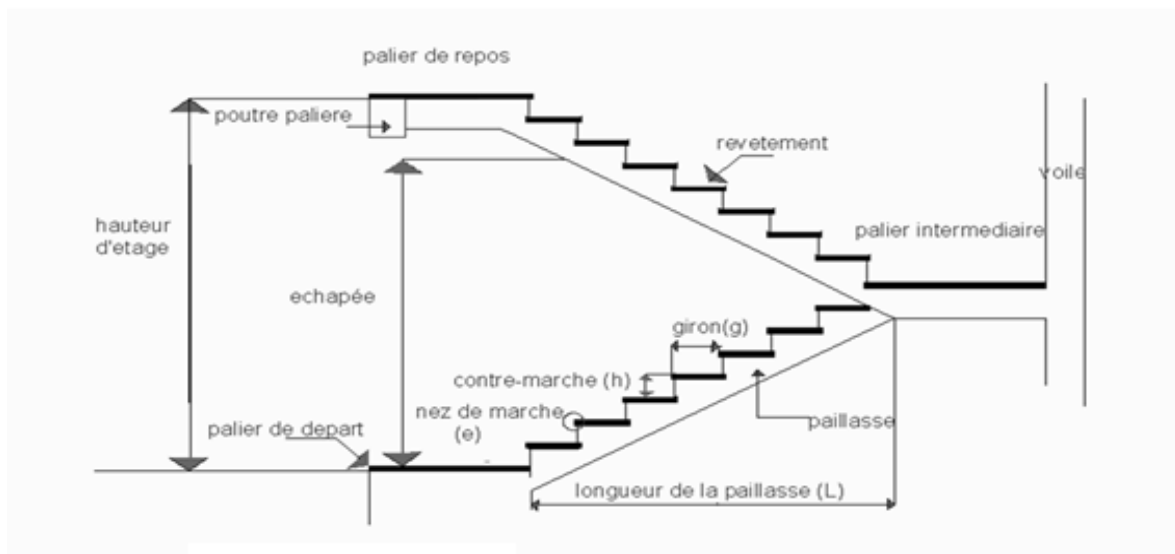 palier de repos
poutre paliere
revetement
voile
hauteur
d'etage
palier intermediaire
echapée
giron(g)
contre-marche (h)
nez de marche
(e)
paillasse
palier de depart
longueur de la paillasse (L)